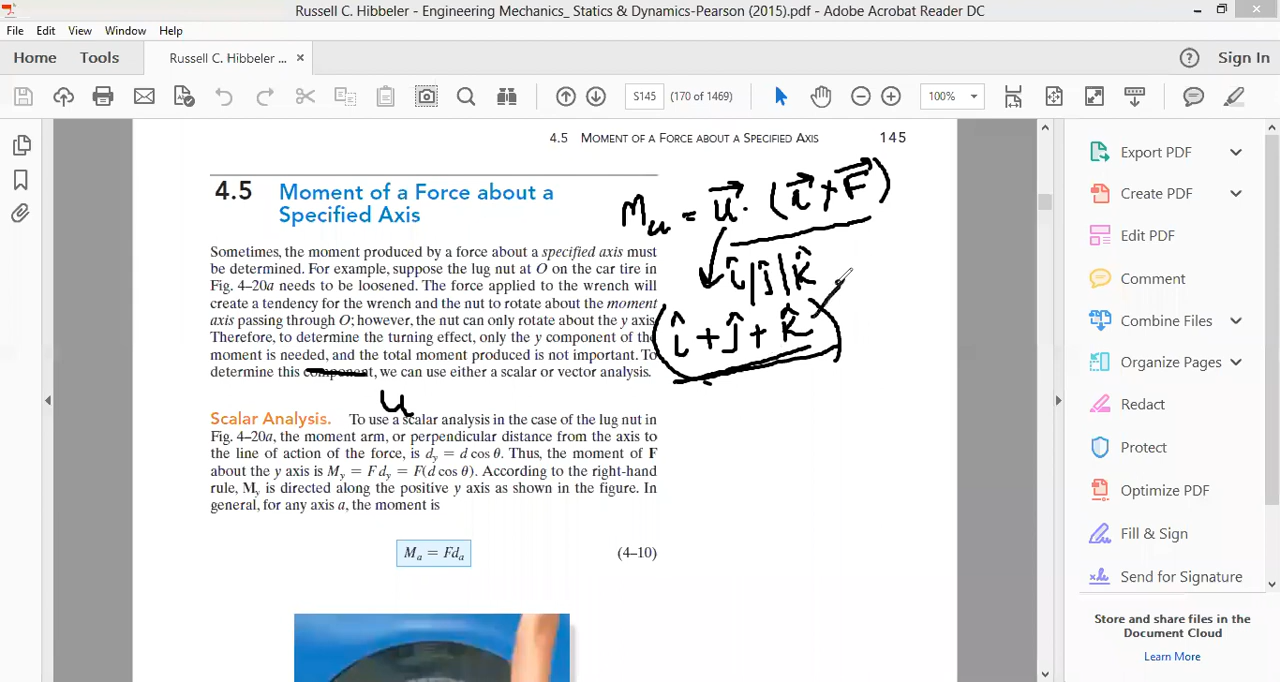 Russell C. Hibbeler - Engineering Mechanics_ Statics & Dynamics-Pearson (2015).pdf - Adobe Acrobat Reader DC
File Edit View Window Help
Home Tools Russell C. Hibbeler ... × Sign In
S145 (170 of 1469) 100%
4.5 MOMENT OF A FORCE ABOUT A SPECIFIED AXIS 145
4.5 Moment of a Force about a
Specified Axis
Sometimes, the moment produced by a force about a specified axis must
be determined. For example, suppose the lug nut at O on the car tire in
Fig. 4–20a needs to be loosened. The force applied to the wrench will
create a tendency for the wrench and the nut to rotate about the moment
axis passing through O; however, the nut can only rotate about the y axis.
Therefore, to determine the turning effect, only the y component of the
moment is needed, and the total moment produced is not important. To
determine this component, we can use either a scalar or vector analysis.
M_u = u⃗ · (r⃗ + F⃗)
î | ĵ | k̂
(î + ĵ + k̂)
u
Scalar Analysis. To use a scalar analysis in the case of the lug nut in
Fig. 4–20a, the moment arm, or perpendicular distance from the axis to
the line of action of the force, is dy = d cos θ. Thus, the moment of F
about the y axis is My = F dy = F(d cos θ). According to the right-hand
rule, My is directed along the positive y axis as shown in the figure. In
general, for any axis a, the moment is
Ma = Fda (4–10)
Export PDF
Create PDF
Edit PDF
Comment
Combine Files
Organize Pages
Redact
Protect
Optimize PDF
Fill & Sign
Send for Signature
Store and share files in the
Document Cloud
Learn More